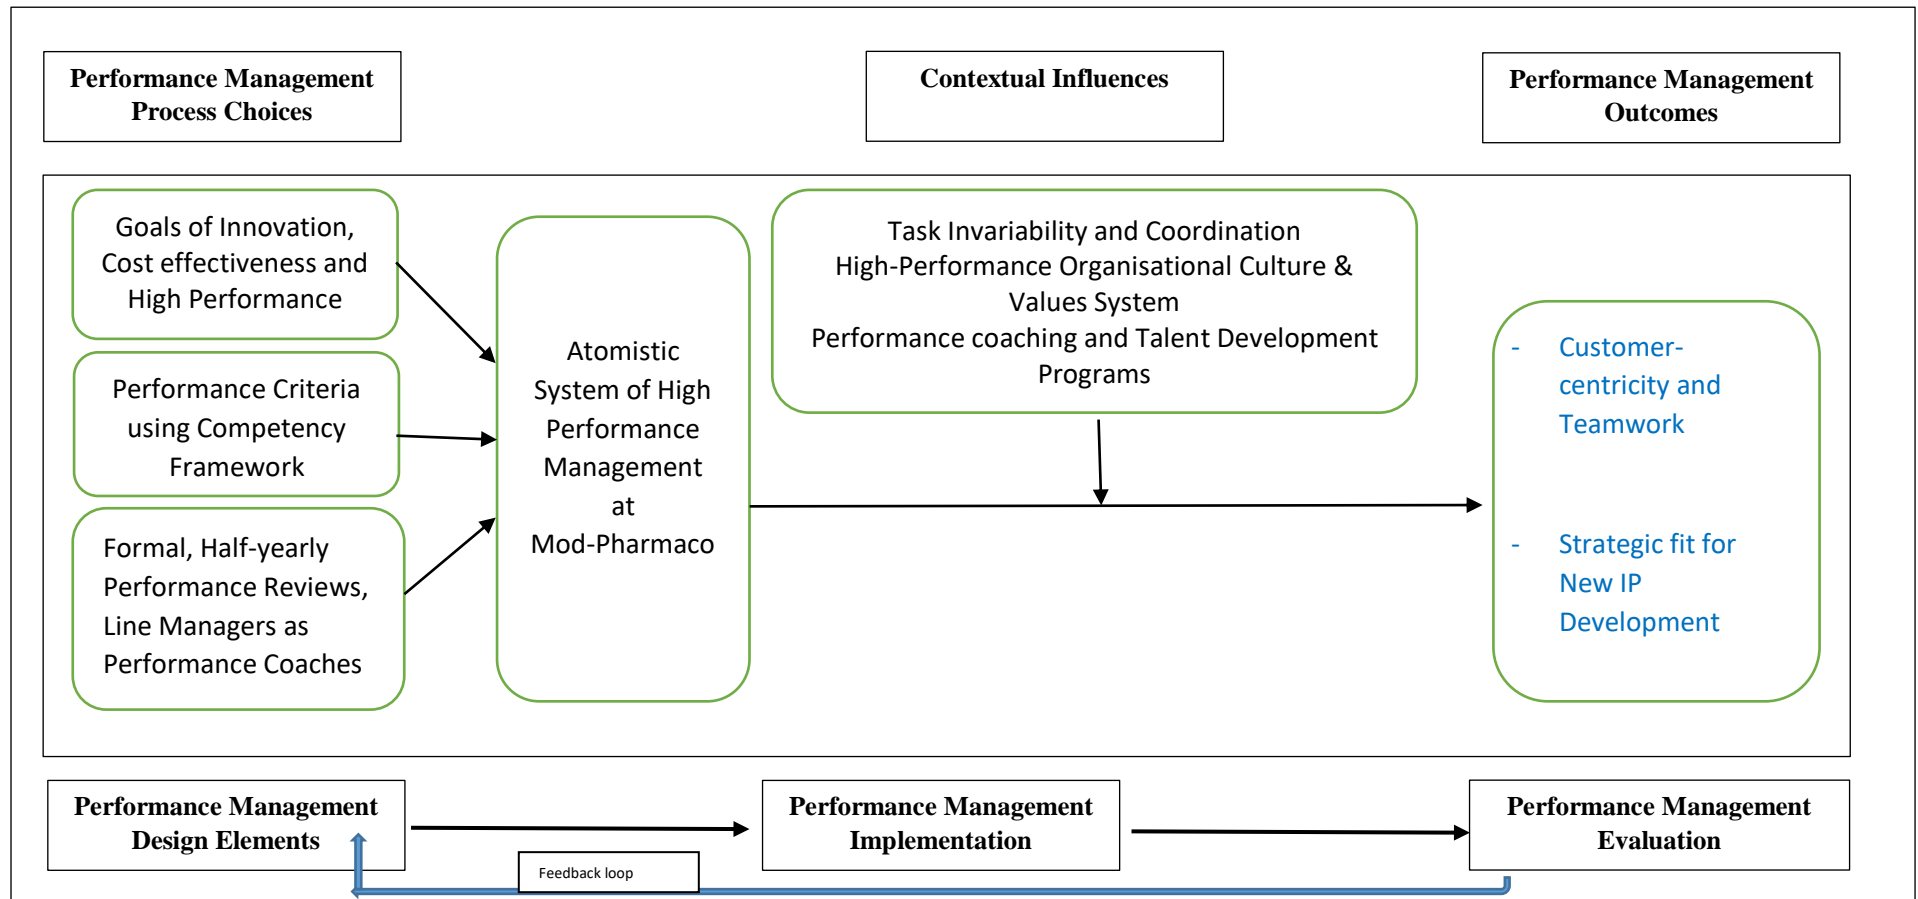 Performance Management
Process Choices
Contextual Influences
Performance Management
Outcomes
Goals of Innovation,
Cost effectiveness and
High Performance
Performance Criteria
using Competency
Framework
Formal, Half-yearly
Performance Reviews,
Line Managers as
Performance Coaches
Atomistic
System of High
Performance
Management
at
Mod-Pharmaco
Task Invariability and Coordination
High-Performance Organisational Culture &
Values System
Performance coaching and Talent Development
Programs
- Customer-
centricity and
Teamwork
- Strategic fit for
New IP
Development
Performance Management
Design Elements
Performance Management
Implementation
Performance Management
Evaluation
Feedback loop